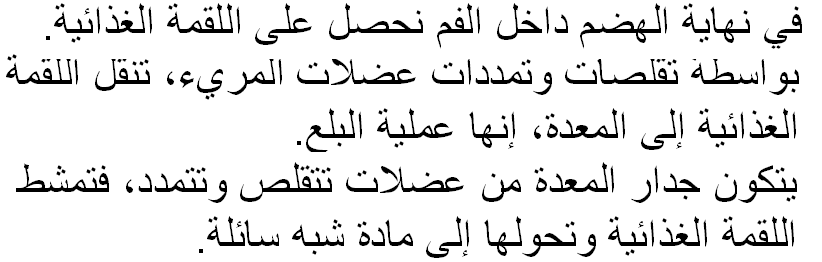 في نهاية الهضم داخل الفم نحصل على اللقمة الغذائية.
بواسطة تقلصات وتمددات عضلات المريء، تنقل اللقمة
الغذائية إلى المعدة، إنها عملية البلع.
يتكون جدار المعدة من عضلات تتقلص وتتمدد، فتمشط
اللقمة الغذائية وتحولها إلى مادة شبه سائلة.